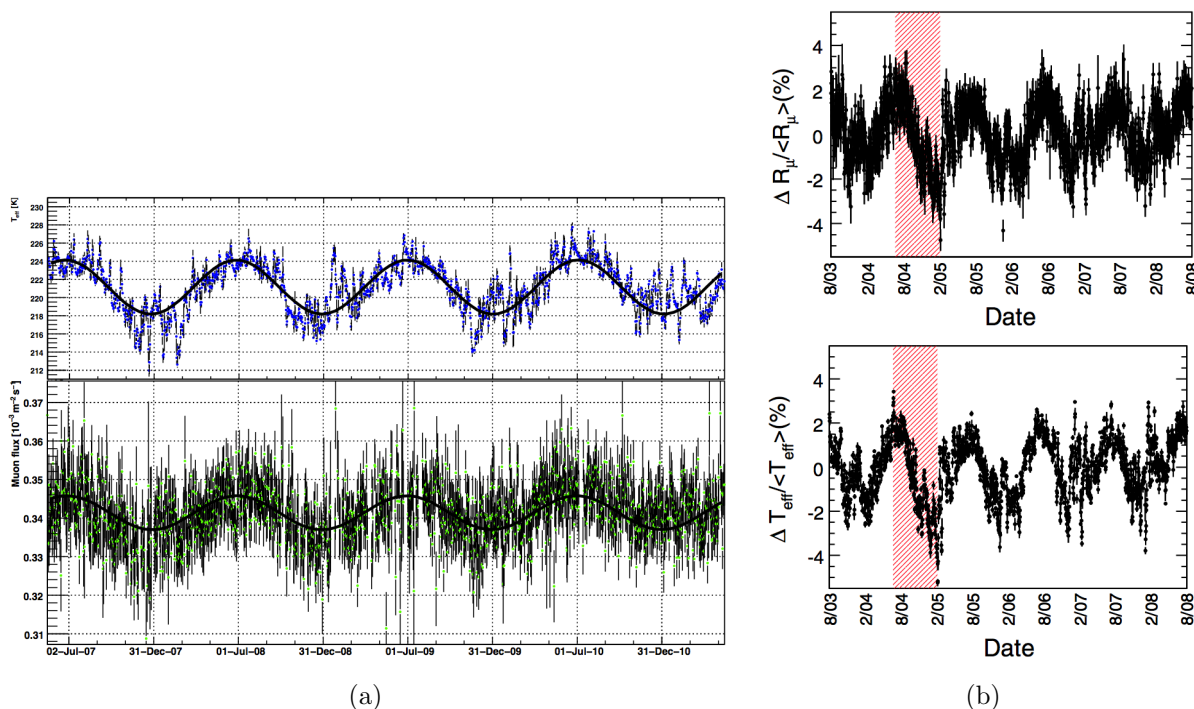 T_eff [K]
230
228
226
224
222
220
218
216
214
212
Muon flux [10⁻³ m⁻² s⁻¹]
0.37
0.36
0.35
0.34
0.33
0.32
0.31
02–Jul–07 31–Dec–07 01–Jul–08 31–Dec–08 01–Jul–09 31–Dec–09 01–Jul–10 31–Dec–10
(a)
Δ R_μ/<R_μ>(%)
4
2
0
-2
-4
8/03 2/04 8/04 2/05 8/05 2/06 8/06 2/07 8/07 2/08 8/08
Date
Δ T_eff/<T_eff>(%)
4
2
0
-2
-4
8/03 2/04 8/04 2/05 8/05 2/06 8/06 2/07 8/07 2/08 8/08
Date
(b)